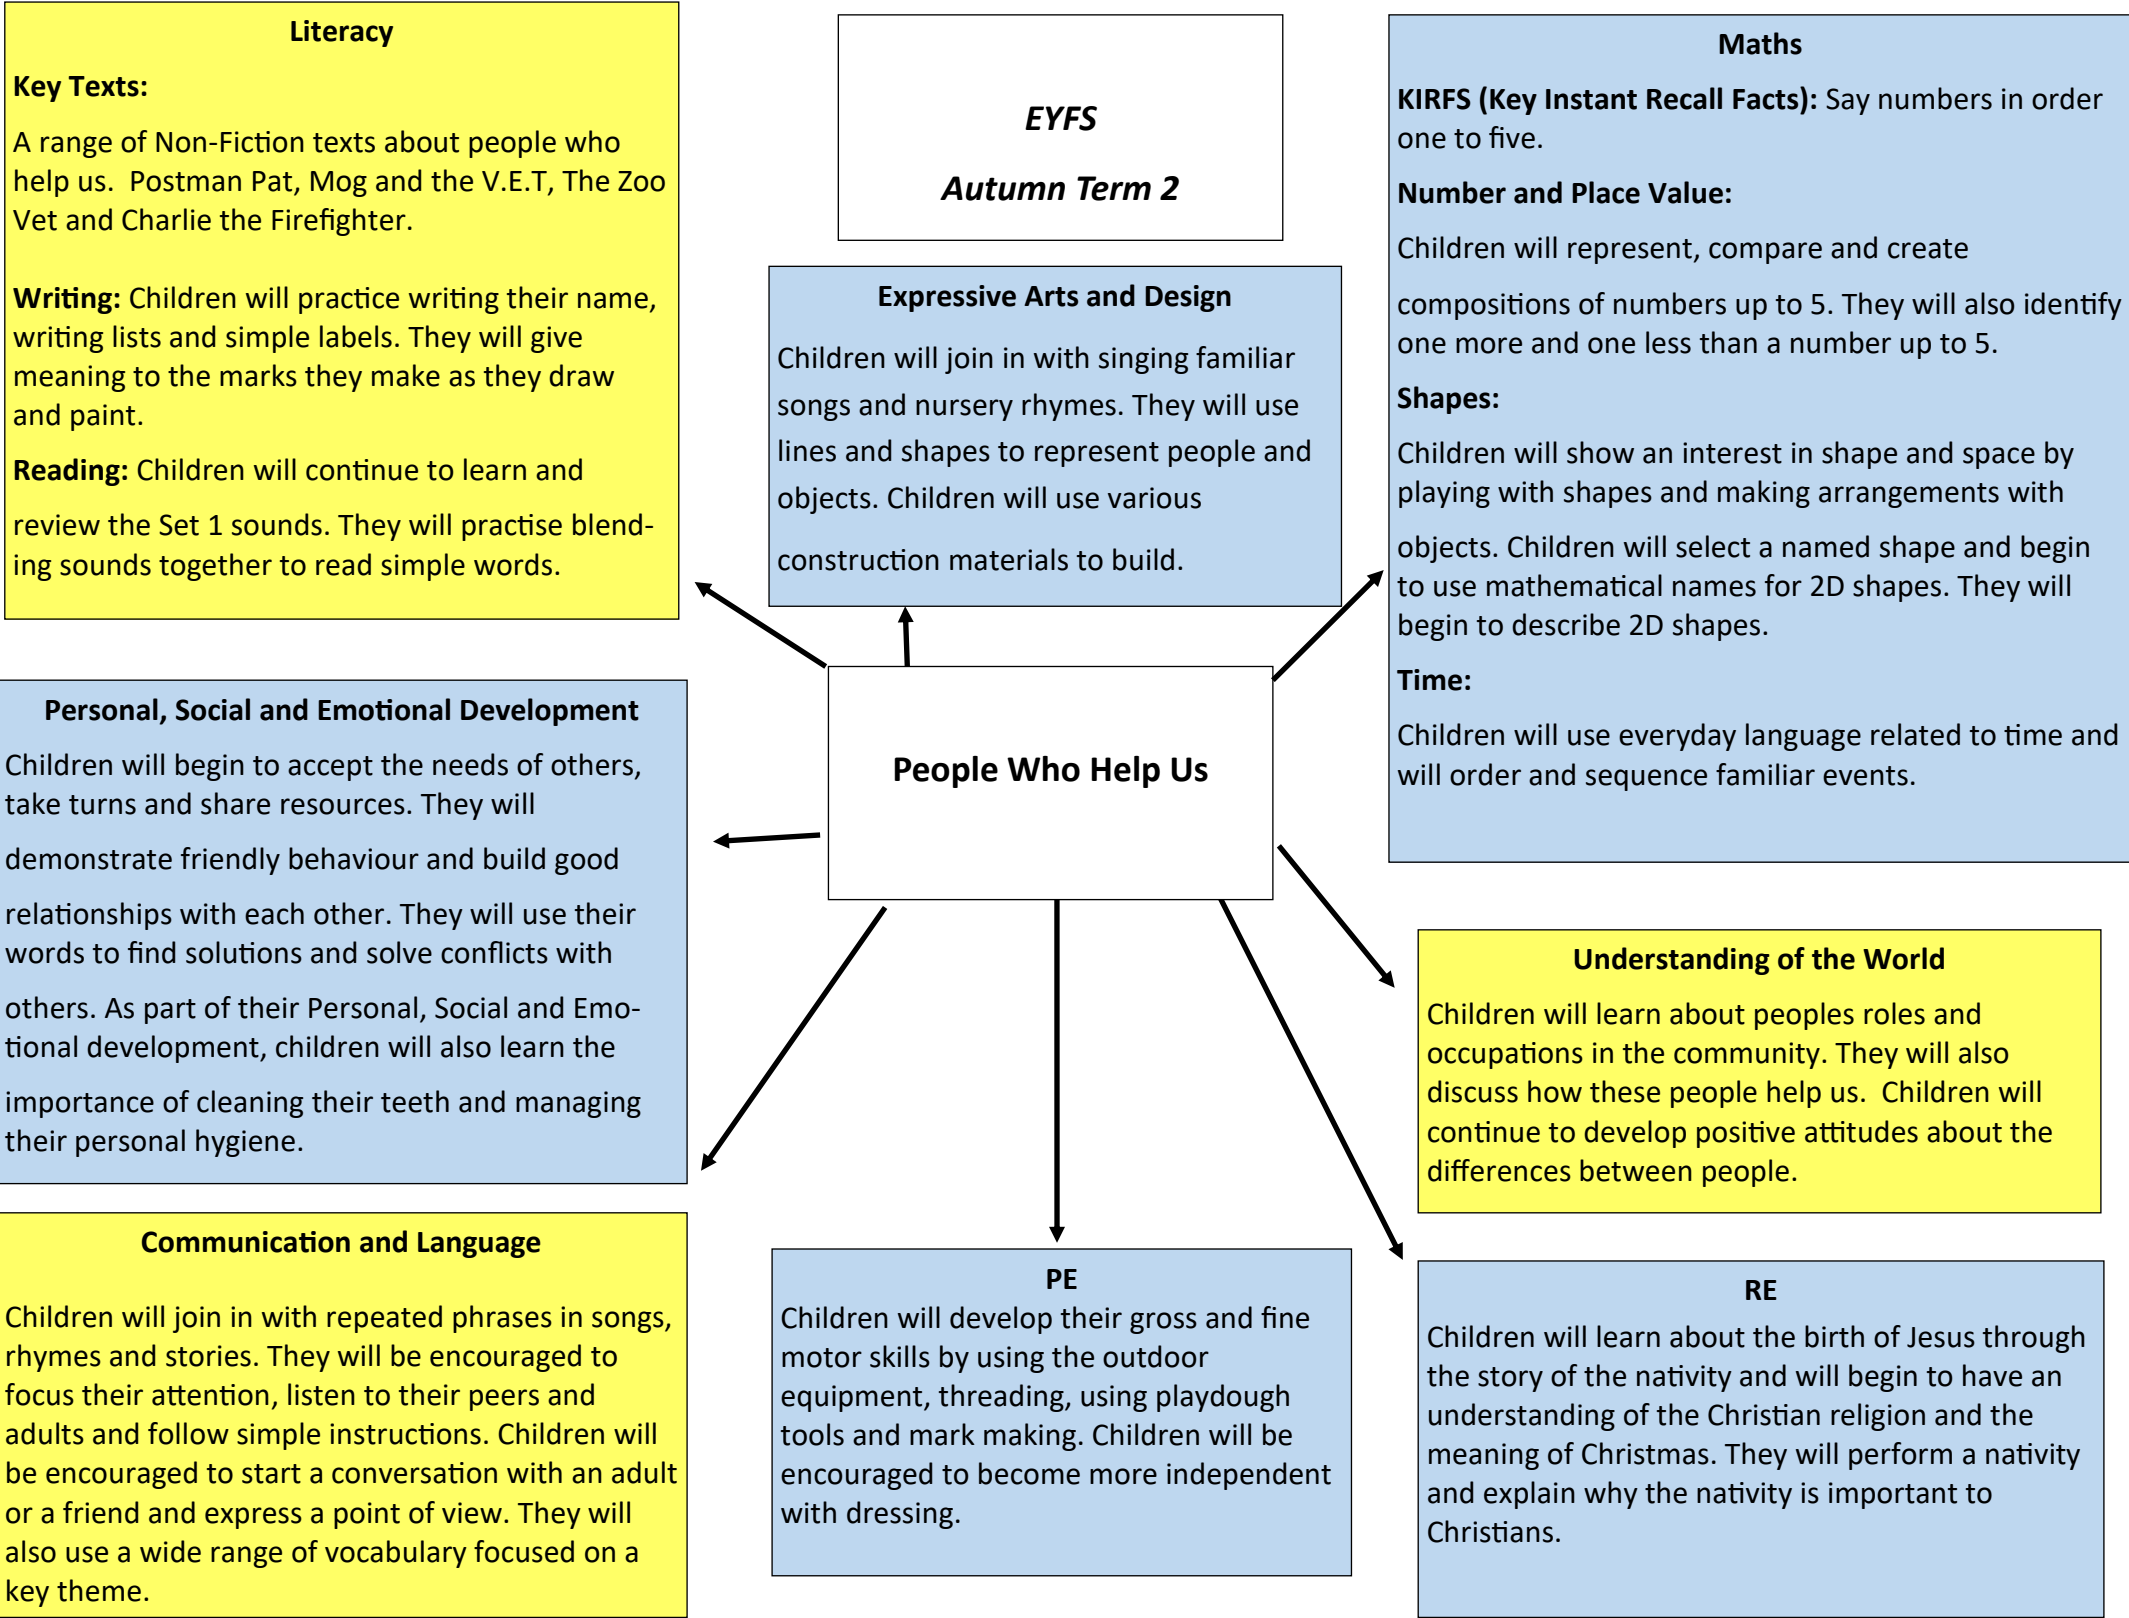 Literacy
Key Texts:
A range of Non-Fiction texts about people who
help us.  Postman Pat, Mog and the V.E.T, The Zoo
Vet and Charlie the Firefighter.
Writing: Children will practice writing their name,
writing lists and simple labels. They will give
meaning to the marks they make as they draw
and paint.
Reading: Children will continue to learn and
review the Set 1 sounds. They will practise blend-
ing sounds together to read simple words.
EYFS
Autumn Term 2
Expressive Arts and Design
Children will join in with singing familiar
songs and nursery rhymes. They will use
lines and shapes to represent people and
objects. Children will use various
construction materials to build.
Maths
KIRFS (Key Instant Recall Facts): Say numbers in order
one to five.
Number and Place Value:
Children will represent, compare and create
compositions of numbers up to 5. They will also identify
one more and one less than a number up to 5.
Shapes:
Children will show an interest in shape and space by
playing with shapes and making arrangements with
objects. Children will select a named shape and begin
to use mathematical names for 2D shapes. They will
begin to describe 2D shapes.
Time:
Children will use everyday language related to time and
will order and sequence familiar events.
People Who Help Us
Personal, Social and Emotional Development
Children will begin to accept the needs of others,
take turns and share resources. They will
demonstrate friendly behaviour and build good
relationships with each other. They will use their
words to find solutions and solve conflicts with
others. As part of their Personal, Social and Emo-
tional development, children will also learn the
importance of cleaning their teeth and managing
their personal hygiene.
Understanding of the World
Children will learn about peoples roles and
occupations in the community. They will also
discuss how these people help us.  Children will
continue to develop positive attitudes about the
differences between people.
Communication and Language
Children will join in with repeated phrases in songs,
rhymes and stories. They will be encouraged to
focus their attention, listen to their peers and
adults and follow simple instructions. Children will
be encouraged to start a conversation with an adult
or a friend and express a point of view. They will
also use a wide range of vocabulary focused on a
key theme.
PE
Children will develop their gross and fine
motor skills by using the outdoor
equipment, threading, using playdough
tools and mark making. Children will be
encouraged to become more independent
with dressing.
RE
Children will learn about the birth of Jesus through
the story of the nativity and will begin to have an
understanding of the Christian religion and the
meaning of Christmas. They will perform a nativity
and explain why the nativity is important to
Christians.